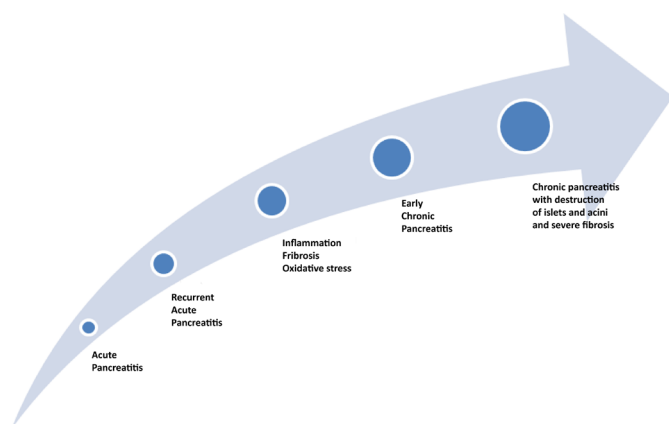 Acute
Pancreatitis
Recurrent
Acute
Pancreatitis
Inflammation
Fribrosis
Oxidative stress
Early
Chronic
Pancreatitis
Chronic pancreatitis
with destruction
of islets and acini
and severe fibrosis